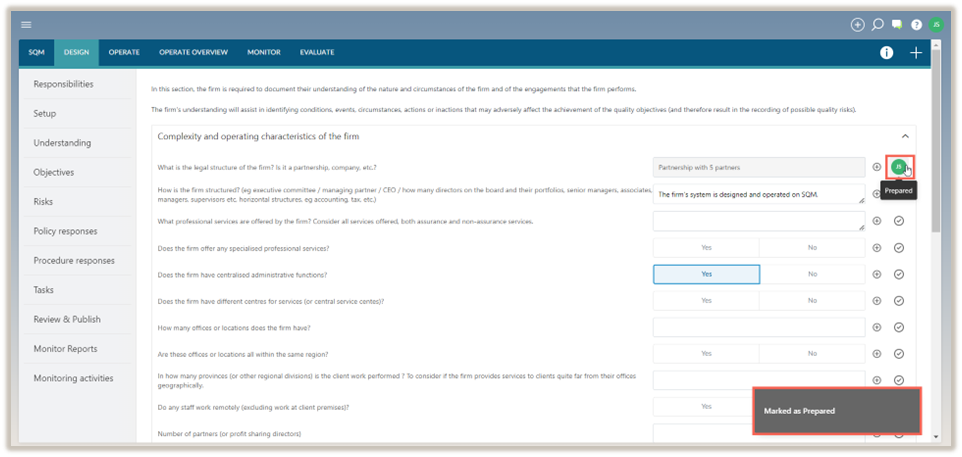 JS
SQM DESIGN OPERATE OPERATE OVERVIEW MONITOR EVALUATE
Responsibilities
Setup
Understanding
Objectives
Risks
Policy responses
Procedure responses
Tasks
Review & Publish
Monitor Reports
Monitoring activities
In this section, the firm is required to document their understanding of the nature and circumstances of the firm and of the engagements that the firm performs.
The firm's understanding will assist in identifying conditions, events, circumstances, actions or inactions that may adversely affect the achievement of the quality objectives (and therefore result in the recording of possible quality risks).
Complexity and operating characteristics of the firm
What is the legal structure of the firm? Is it a partnership, company, etc.? Partnership with 5 partners JS
Prepared
How is the firm structured? (eg executive committee / managing partner / CEO / how many directors on the board and their portfolios, senior managers, associates,
managers, supervisors etc, horizontal structures. eg accounting, tax, etc.) The firm's system is designed and operated on SQM.
What professional services are offered by the firm? Consider all services offered, both assurance and non-assurance services.
Does the firm offer any specialised professional services? Yes No
Does the firm have centralised administrative functions? Yes No
Does the firm have different centres for services (or central service centes)? Yes No
How many offices or locations does the firm have?
Are these offices or locations all within the same region? Yes No
In how many provinces (or other regional divisions) is the client work performed ? To consider if the firm provides services to clients quite far from their offices
geographically.
Do any staff work remotely (excluding work at client premises)? Yes
Marked as Prepared
Number of partners (or profit sharing directors)